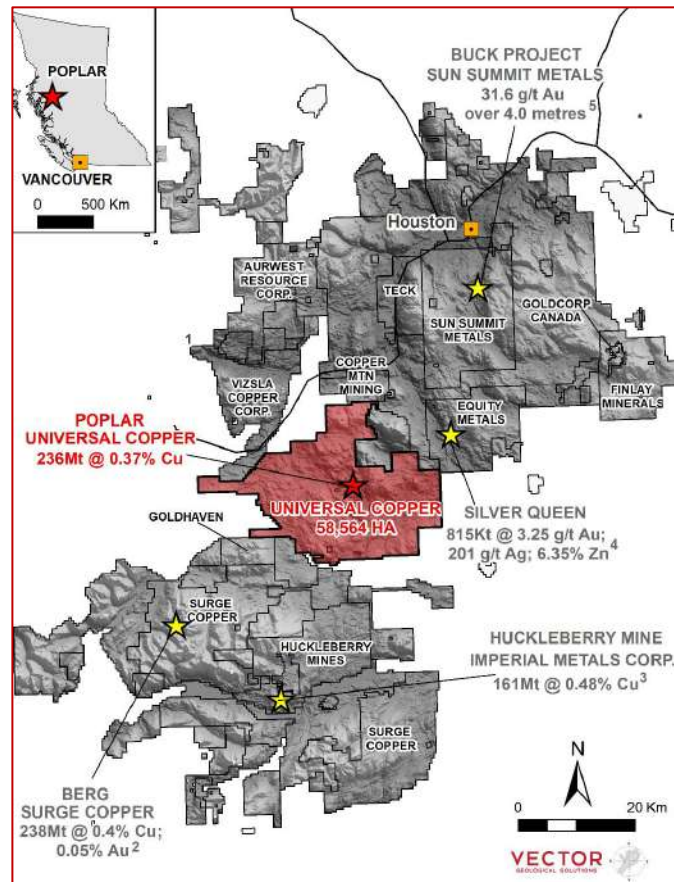 POPLAR
VANCOUVER
0 500 Km
BUCK PROJECT
SUN SUMMIT METALS
31.6 g/t Au
over 4.0 metres 5
Houston
AURWEST
RESOURCE
CORP.
TECK
SUN SUMMIT
METALS
GOLDCORP
CANADA
1
VIZSLA
COPPER
CORP.
COPPER
MTN
MINING
FINLAY
MINERALS
EQUITY
METALS
POPLAR
UNIVERSAL COPPER
236Mt @ 0.37% Cu
UNIVERSAL COPPER
58,564 HA
SILVER QUEEN
815Kt @ 3.25 g/t Au;
201 g/t Ag; 6.35% Zn 4
GOLDHAVEN
SURGE
COPPER
HUCKLEBERRY
MINES
HUCKLEBERRY MINE
IMPERIAL METALS CORP.
161Mt @ 0.48% Cu 3
SURGE
COPPER
BERG
SURGE COPPER
238Mt @ 0.4% Cu;
0.05% Au 2
N
0 20 Km
VECTOR
GEOLOGICAL SOLUTIONS